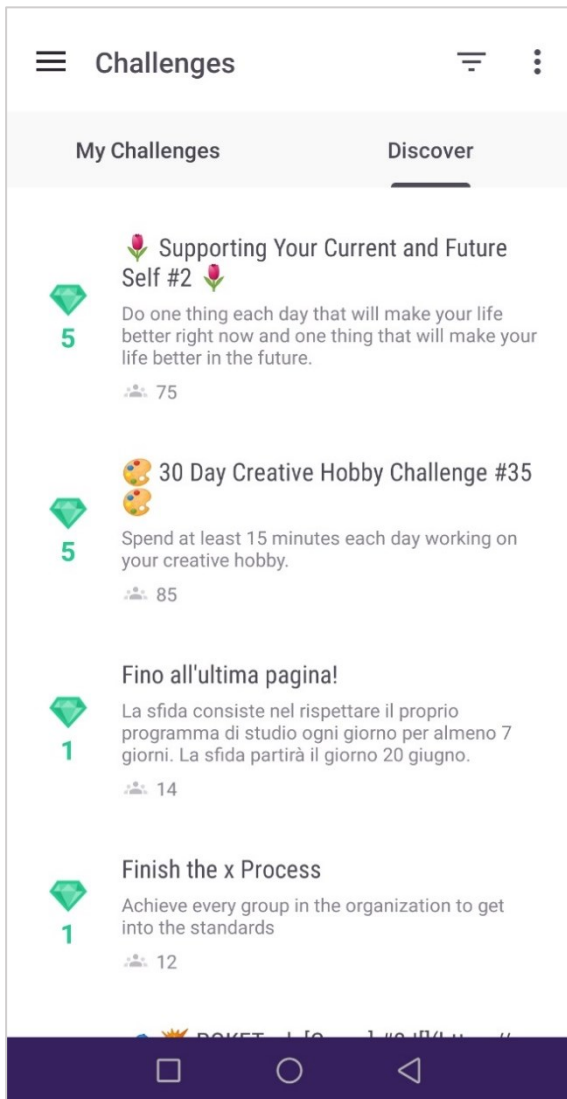 Challenges
My Challenges
Discover
🌷 Supporting Your Current and Future
Self #2 🌷
5
Do one thing each day that will make your life
better right now and one thing that will make your
life better in the future.
75
🎨 30 Day Creative Hobby Challenge #35
🎨
5
Spend at least 15 minutes each day working on
your creative hobby.
85
Fino all'ultima pagina!
1
La sfida consiste nel rispettare il proprio
programma di studio ogni giorno per almeno 7
giorni. La sfida partirà il giorno 20 giugno.
14
Finish the x Process
1
Achieve every group in the organization to get
into the standards
12